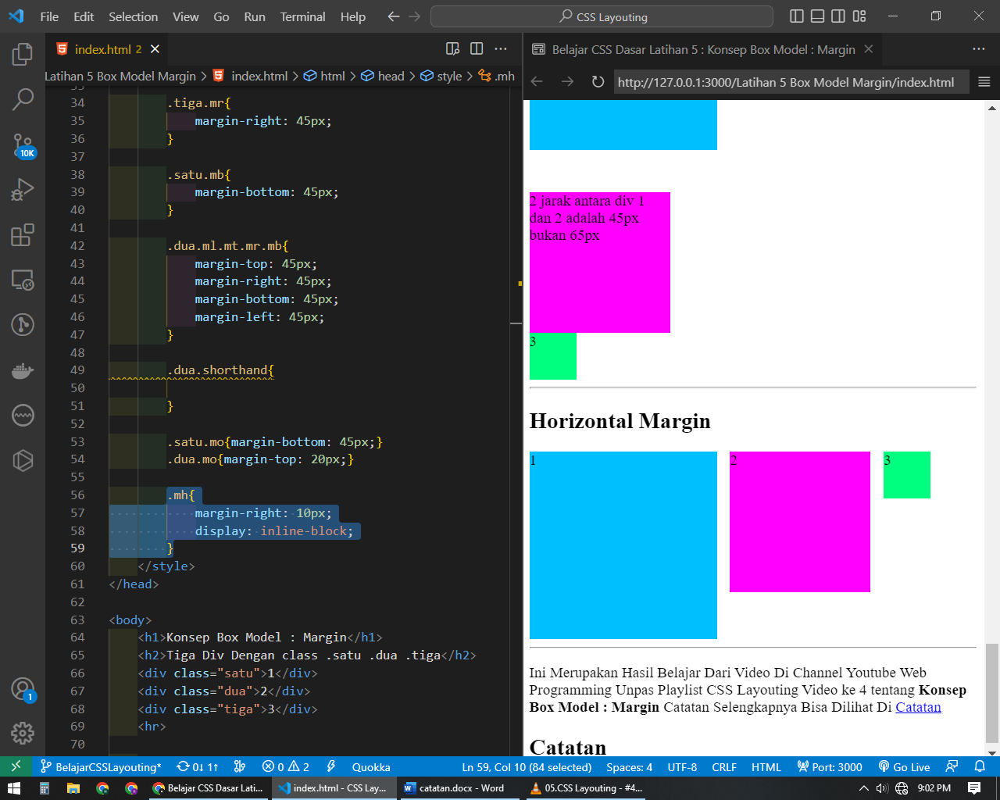 File Edit Selection View Go Run Terminal Help
CSS Layouting
index.html 2
Latihan 5 Box Model Margin > index.html > html > head > style > .mh
34 .tiga.mr{
35 margin-right: 45px;
36 }
37
38 .satu.mb{
39 margin-bottom: 45px;
40 }
41
42 .dua.ml.mt.mr.mb{
43 margin-top: 45px;
44 margin-right: 45px;
45 margin-bottom: 45px;
46 margin-left: 45px;
47 }
48
49 .dua.shorthand{
50
51 }
52
53 .satu.mo{margin-bottom: 45px;}
54 .dua.mo{margin-top: 20px;}
55
56 .mh{
57 margin-right: 10px;
58 display: inline-block;
59 }
60 </style>
61 </head>
62
63 <body>
64 <h1>Konsep Box Model : Margin</h1>
65 <h2>Tiga Div Dengan class .satu .dua .tiga</h2>
66 <div class="satu">1</div>
67 <div class="dua">2</div>
68 <div class="tiga">3</div>
69 <hr>
70
10K
1
Belajar CSS Dasar Latihan 5 : Konsep Box Model : Margin
http://127.0.0.1:3000/Latihan 5 Box Model Margin/index.html
2 jarak antara div 1
dan 2 adalah 45px
bukan 65px
3
Horizontal Margin
1 2 3
Ini Merupakan Hasil Belajar Dari Video Di Channel Youtube Web
Programming Unpas Playlist CSS Layouting Video ke 4 tentang Konsep
Box Model : Margin Catatan Selengkapnya Bisa Dilihat Di Catatan
Catatan
BelajarCSSLayouting* 0↓ 1↑ 0 2 Quokka Ln 59, Col 10 (84 selected) Spaces: 4 UTF-8 CRLF HTML Port: 3000 Go Live
Belajar CSS Dasar Lati... index.html - CSS Lay... catatan.docx - Word 05.CSS Layouting - #4... 9:02 PM